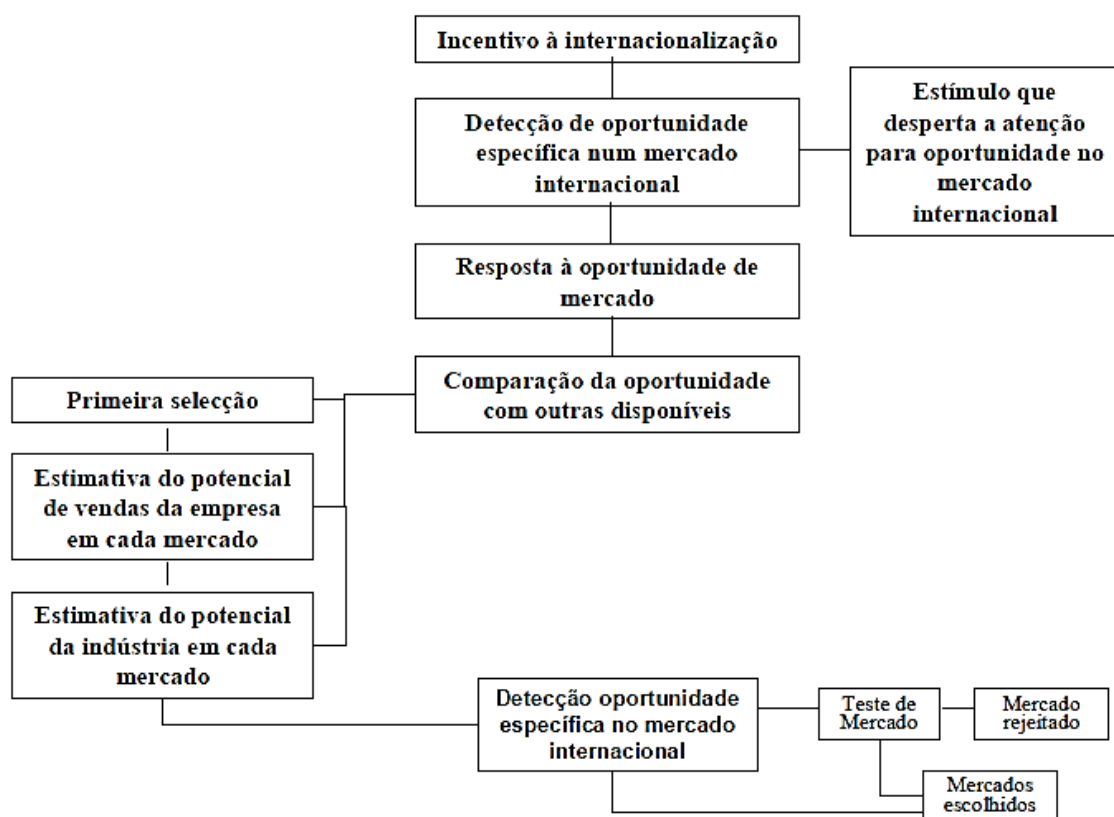 Incentivo à internacionalização
Detecção de oportunidade
específica num mercado
internacional
Estímulo que
desperta a atenção
para oportunidade no
mercado
internacional
Resposta à oportunidade de
mercado
Comparação da oportunidade
com outras disponíveis
Primeira selecção
Estimativa do potencial
de vendas da empresa
em cada mercado
Estimativa do potencial
da indústria em cada
mercado
Detecção oportunidade
específica no mercado
internacional
Teste de
Mercado
Mercado
rejeitado
Mercados
escolhidos